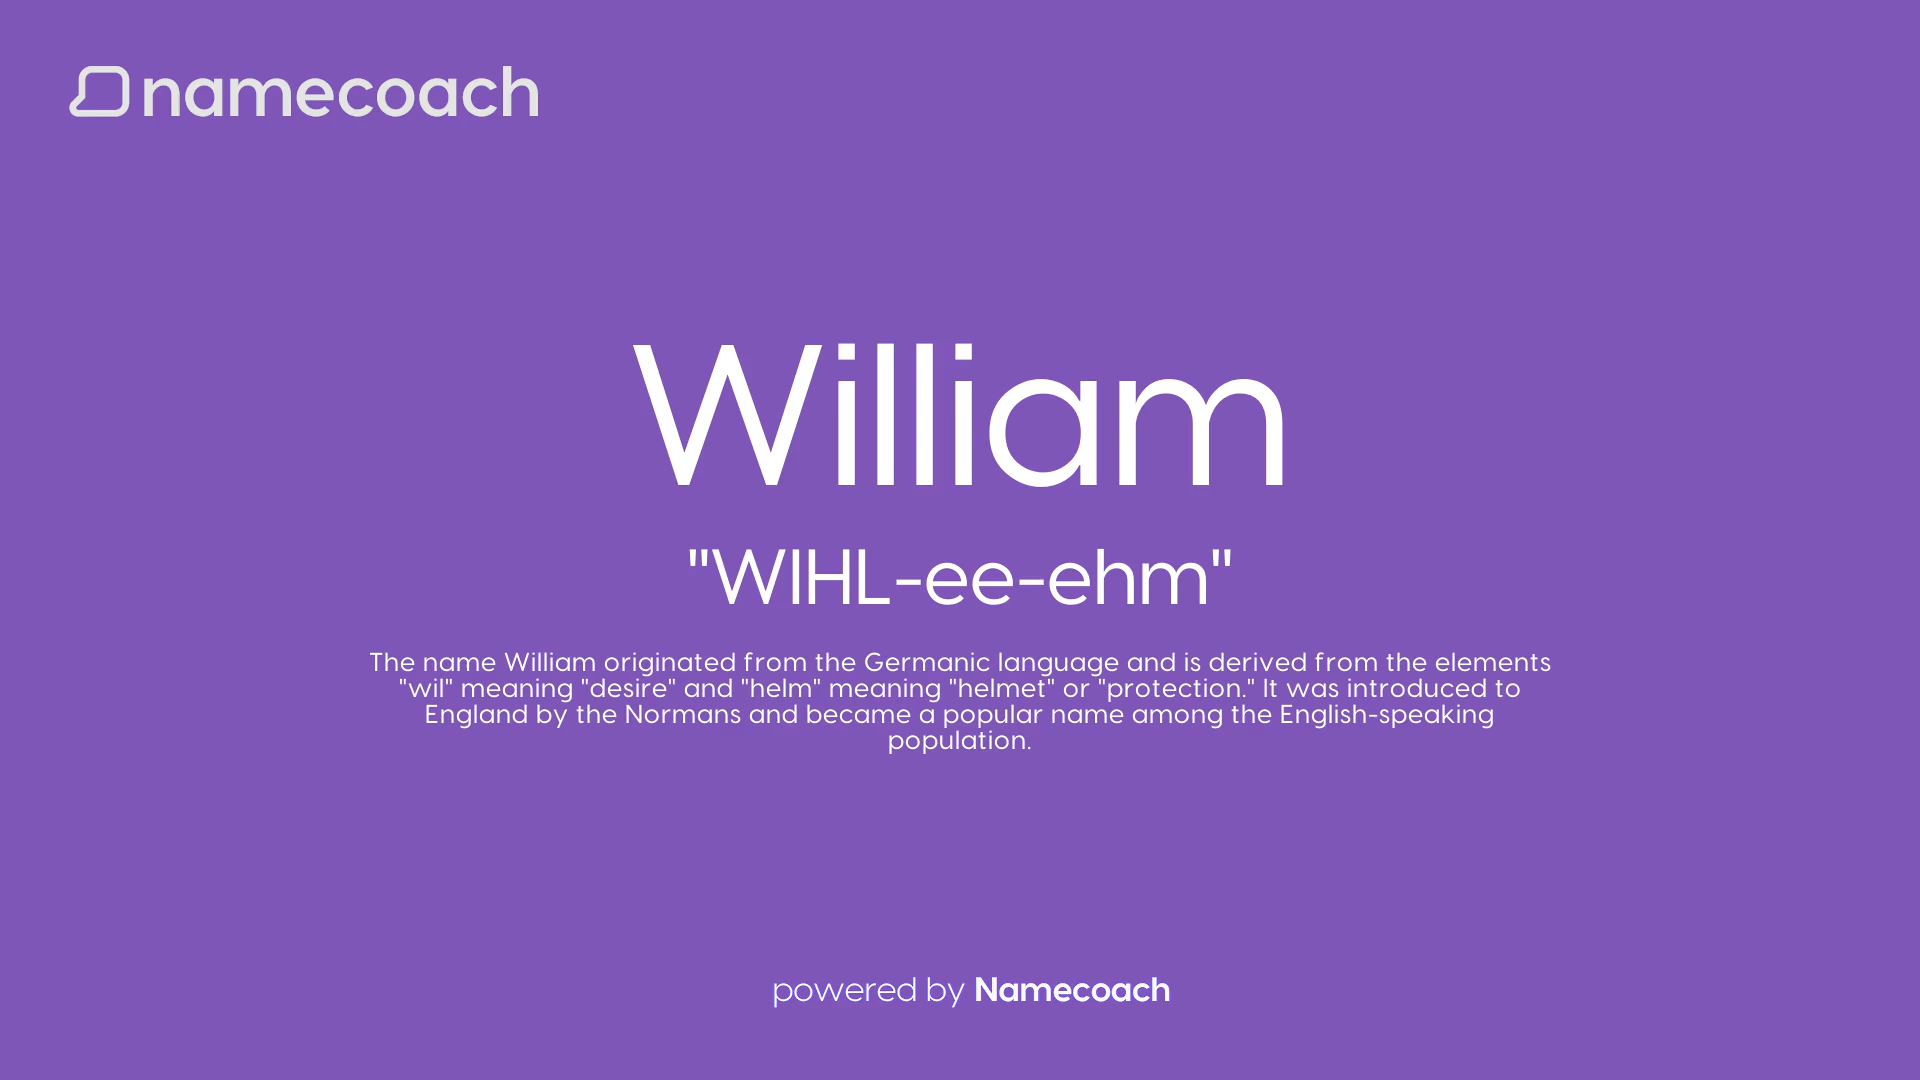 namecoach
William
"WIHL-ee-ehm"
The name William originated from the Germanic language and is derived from the elements
"wil" meaning "desire" and "helm" meaning "helmet" or "protection." It was introduced to
England by the Normans and became a popular name among the English-speaking
population.
powered by Namecoach